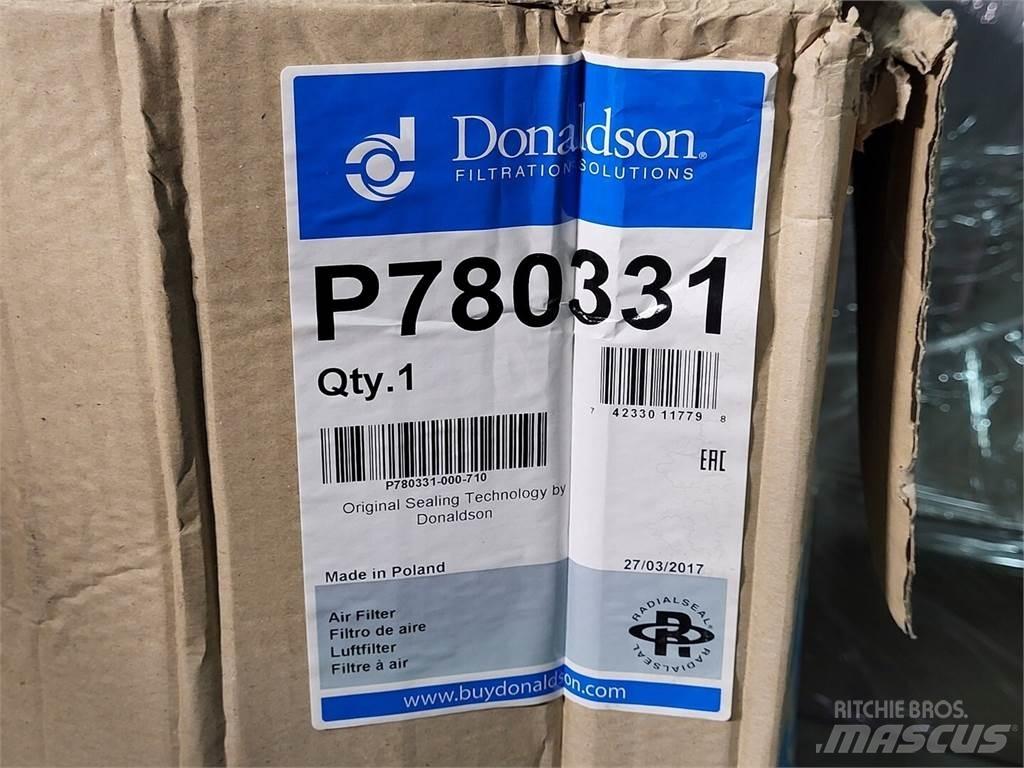 Donaldson®
FILTRATION SOLUTIONS
P780331
Qty.1
7 42330 11779 8
P780331-000-710
EAC
Original Sealing Technology by
Donaldson
Made in Poland
27/03/2017
Air Filter
Filtro de aire
Luftfilter
Filtre à air
RADIALSEAL®
RADIALSEAL
www.buydonaldson.com
RITCHIE BROS.
MASCUS